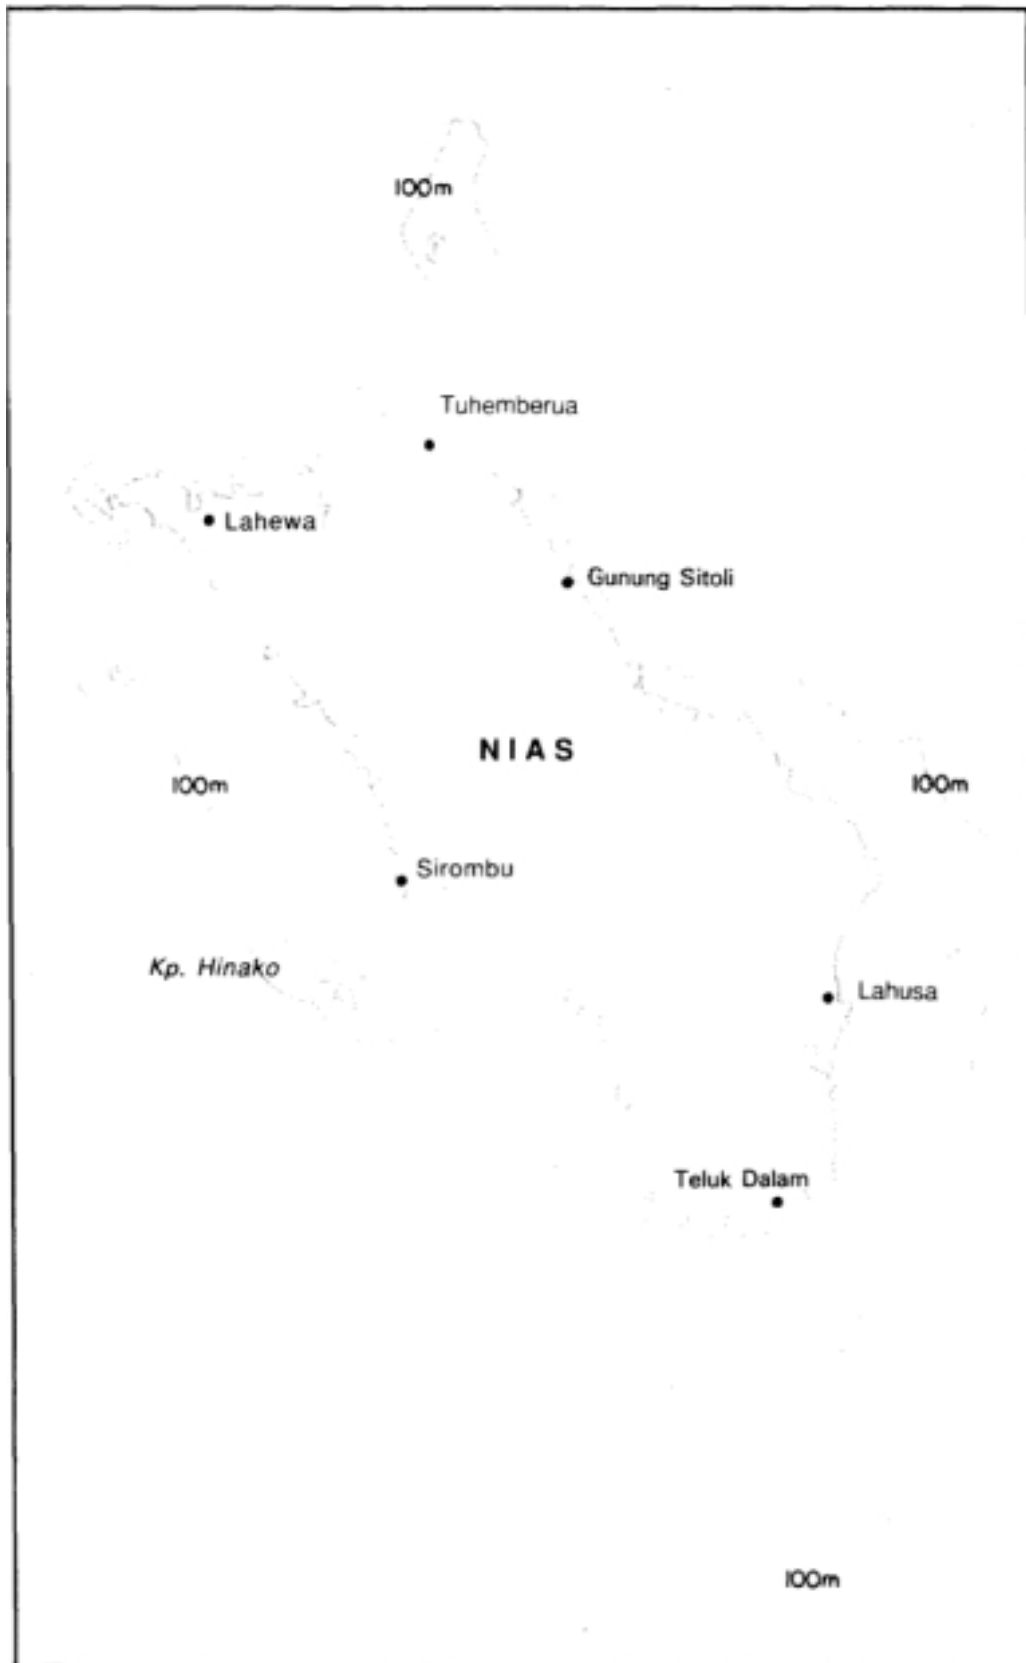 100m
Tuhemberua
Lahewa
Gunung Sitoli
NIAS
100m
100m
Sirombu
Kp. Hinako
Lahusa
Teluk Dalam
100m